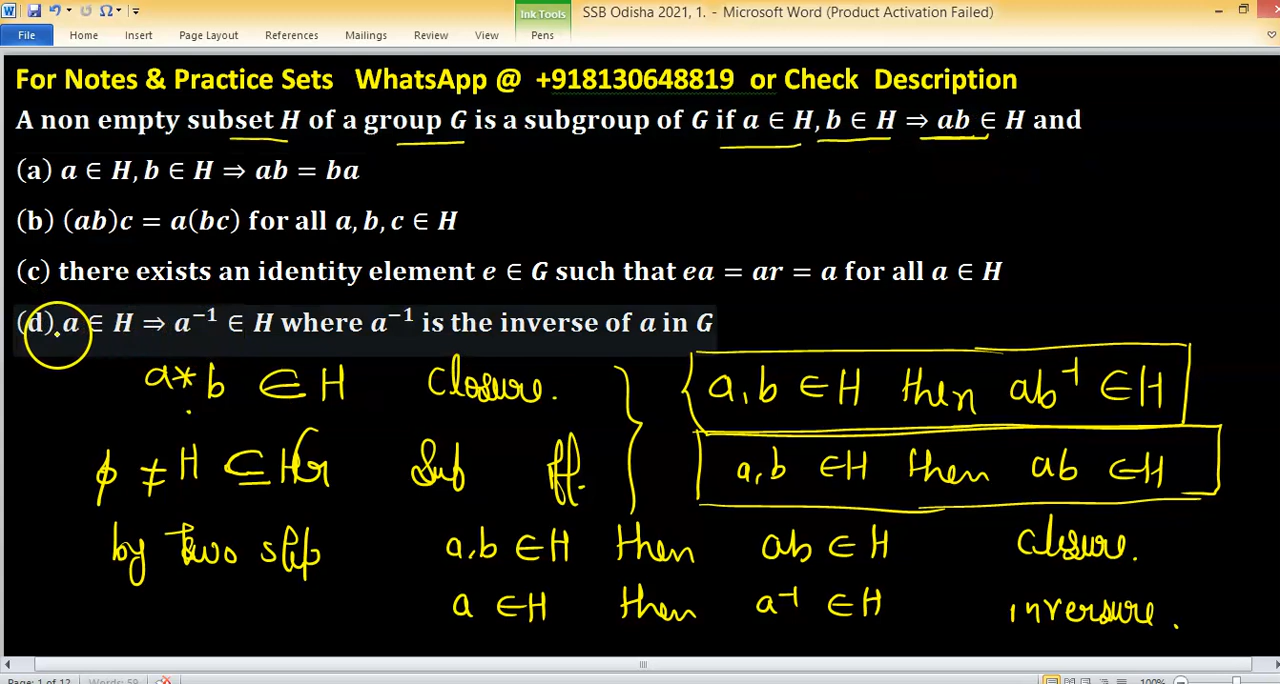 SSB Odisha 2021, 1. - Microsoft Word (Product Activation Failed)
Ink Tools
File Home Insert Page Layout References Mailings Review View Pens
For Notes & Practice Sets WhatsApp @ +918130648819 or Check Description
A non empty subset H of a group G is a subgroup of G if a ∈ H, b ∈ H ⇒ ab ∈ H and
(a) a ∈ H, b ∈ H ⇒ ab = ba
(b) (ab)c = a(bc) for all a, b, c ∈ H
(c) there exists an identity element e ∈ G such that ea = ar = a for all a ∈ H
(d). a ∈ H ⇒ a⁻¹ ∈ H where a⁻¹ is the inverse of a in G
a * b ∈ H closure. a, b ∈ H then ab⁻¹ ∈ H
ϕ ≠ H ⊆ G Sub a, b ∈ H then ab ∈ H
by two a, b ∈ H then ab ∈ H closure.
a ∈ H then a⁻¹ ∈ H inversure.
Page: 1 of 12 Words: 59 100%